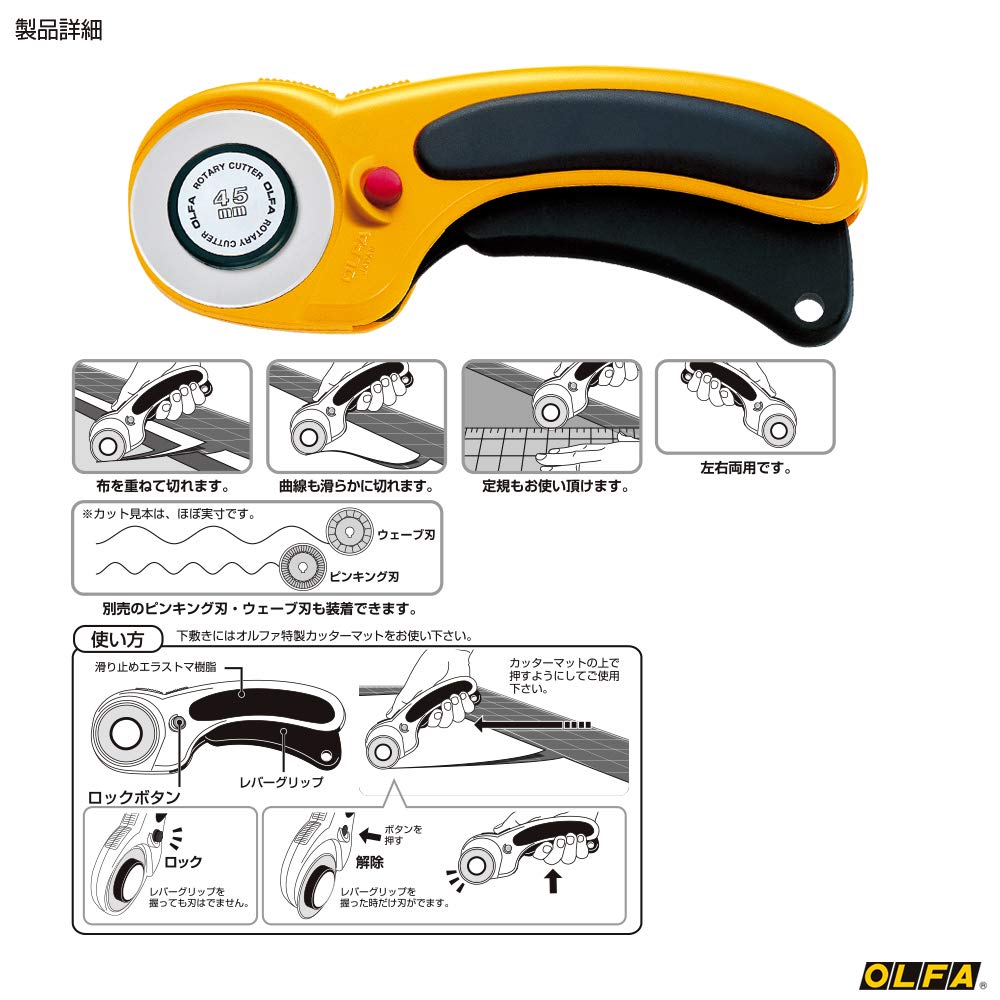 製品詳細
OLFA ROTARY CUTTER OLFA ROTARY CUTTER
45
mm
OLFA
JAPAN
布を重ねて切れます。
曲線も滑らかに切れます。
定規もお使い頂けます。
左右両用です。
※カット見本は、ほぼ実寸です。
ウェーブ刃
ピンキング刃
別売のピンキング刃・ウェーブ刃も装着できます。
使い方
下敷きにはオルファ特製カッターマットをお使い下さい。
滑り止めエラストマ樹脂
レバーグリップ
ロックボタン
カッターマットの上で
押すようにしてご使用
下さい。
ロック
レバーグリップを
握っても刃はでません。
ボタンを
押す
解除
レバーグリップを
握った時だけ刃がでます。
OLFA®